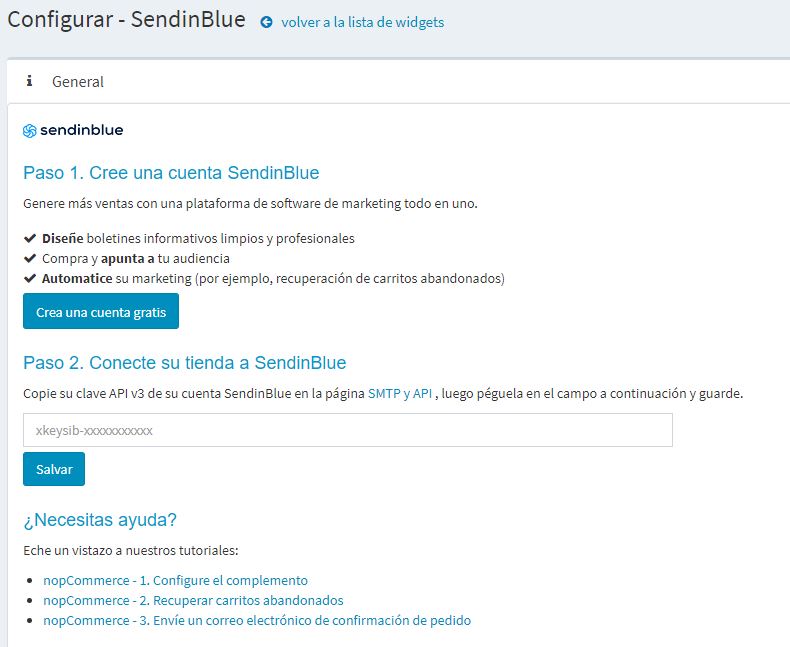 Configurar - SendinBlue volver a la lista de widgets
General
sendinblue
Paso 1. Cree una cuenta SendinBlue
Genere más ventas con una plataforma de software de marketing todo en uno.
Diseñe boletines informativos limpios y profesionales
Compra y apunta a tu audiencia
Automatice su marketing (por ejemplo, recuperación de carritos abandonados)
Crea una cuenta gratis
Paso 2. Conecte su tienda a SendinBlue
Copie su clave API v3 de su cuenta SendinBlue en la página SMTP y API , luego péguela en el campo a continuación y guarde.
xkeysib-xxxxxxxxxxx
Salvar
¿Necesitas ayuda?
Eche un vistazo a nuestros tutoriales:
nopCommerce - 1. Configure el complemento
nopCommerce - 2. Recuperar carritos abandonados
nopCommerce - 3. Envíe un correo electrónico de confirmación de pedido